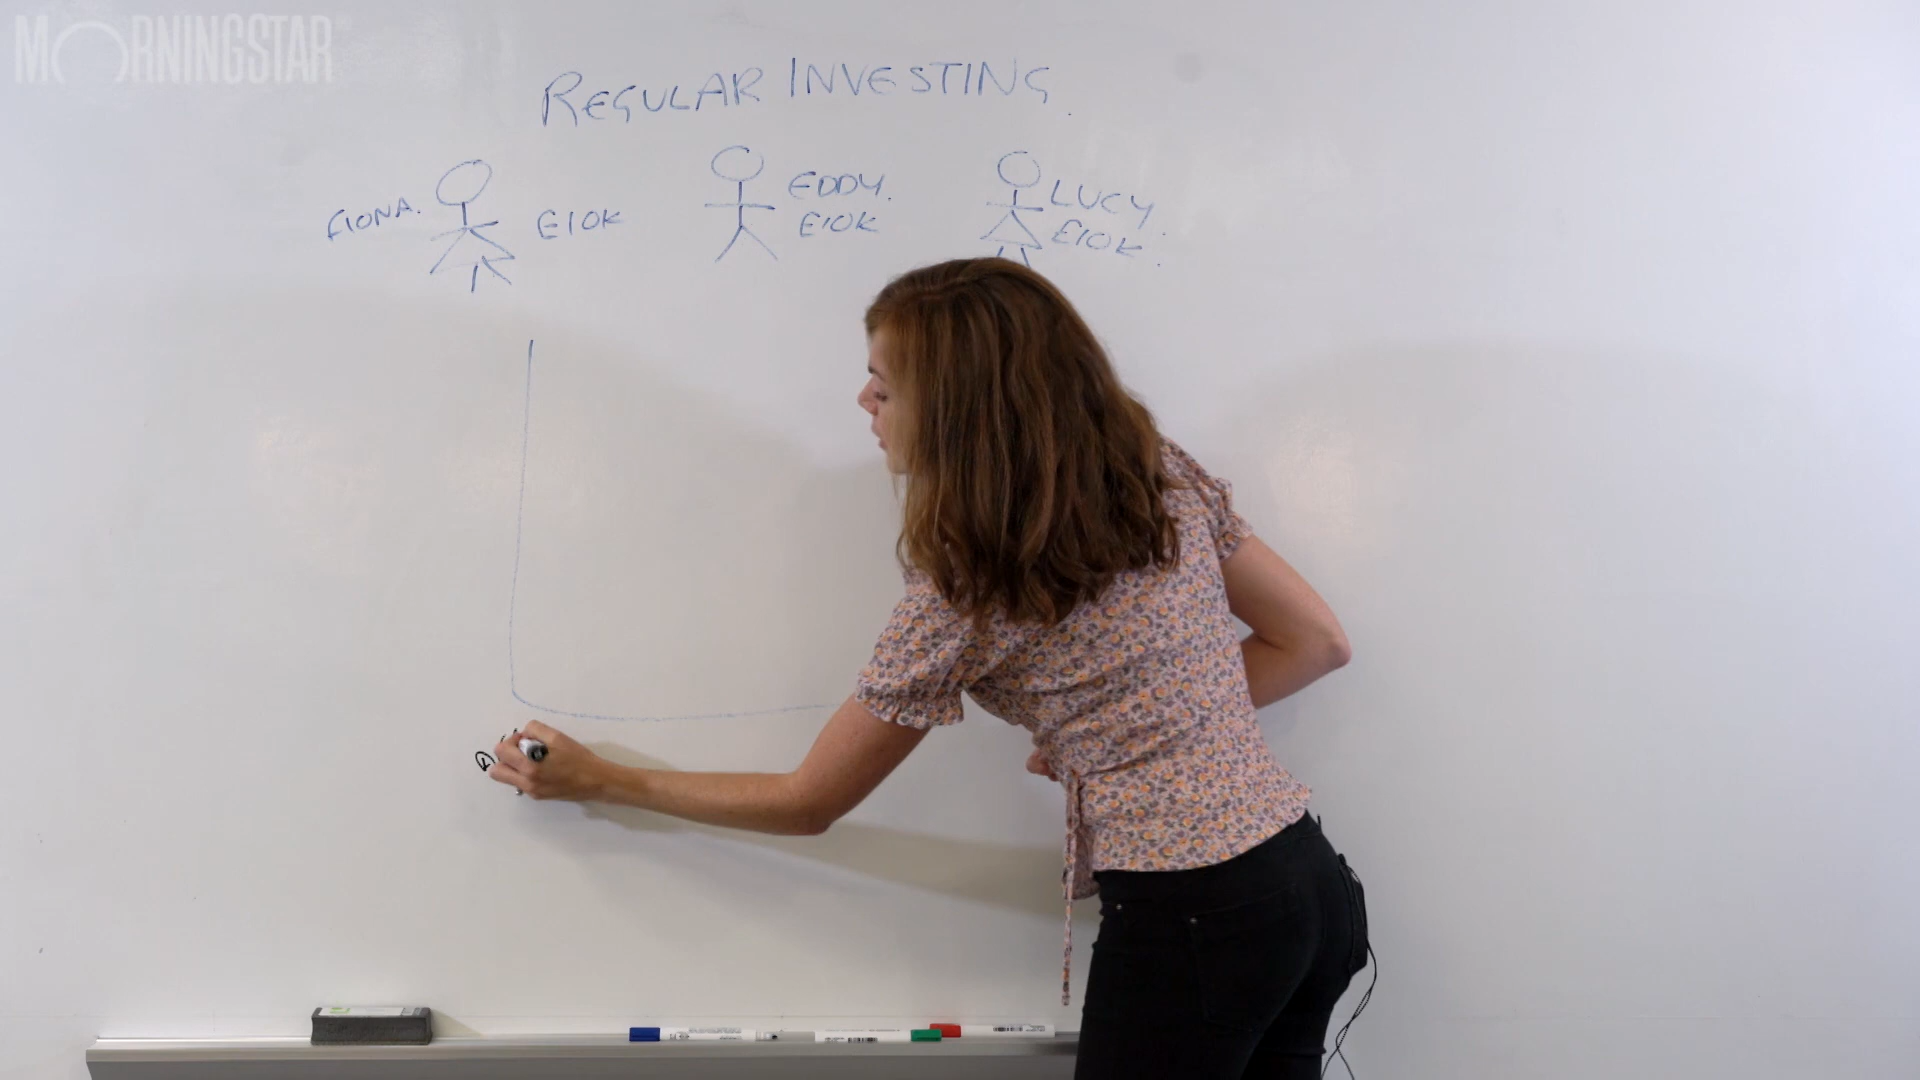 MORNINGSTAR
REGULAR INVESTING.
FIONA. £10K
EDDY.
£10K
LUCY
£10K.